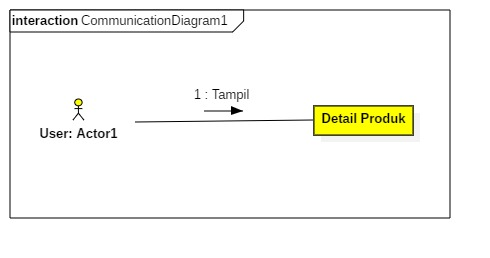 interaction CommunicationDiagram1
1 : Tampil
User: Actor1
Detail Produk